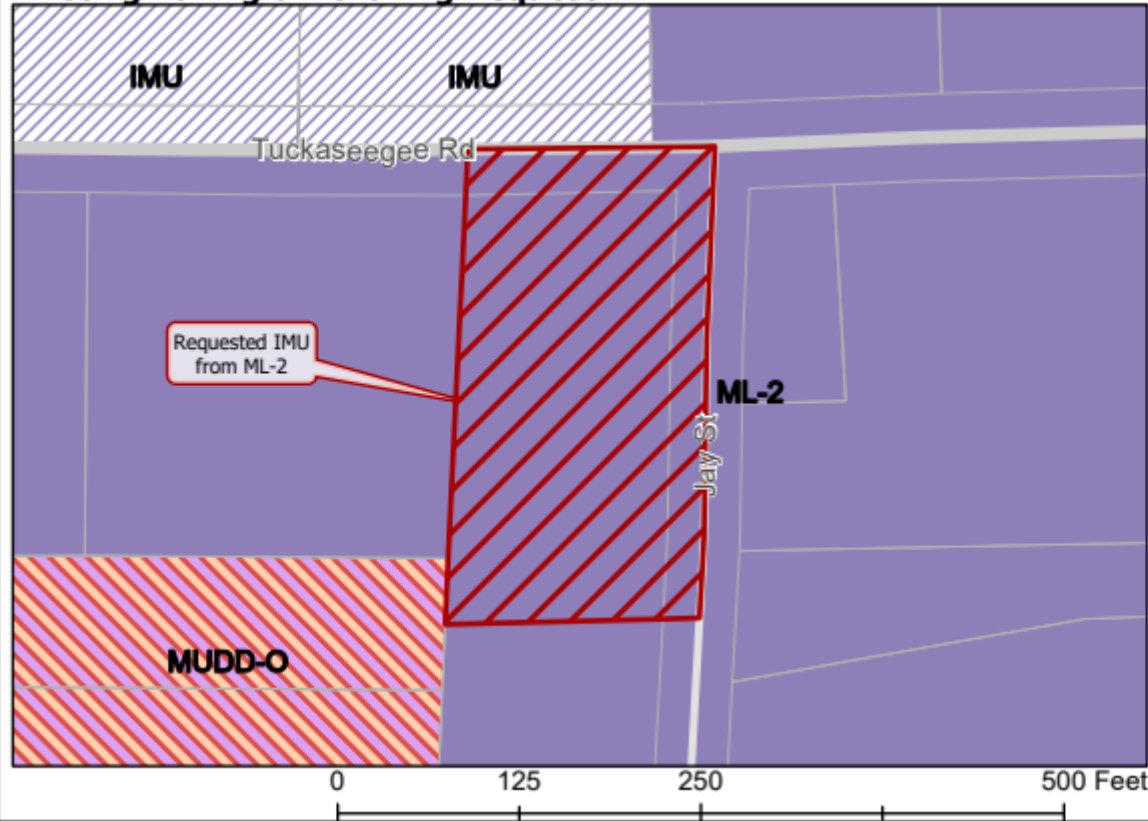 IMU
IMU
Tuckaseegee Rd
Requested IMU
from ML-2
ML-2
Jay St
MUDD-O
0 125 250 500 Feet